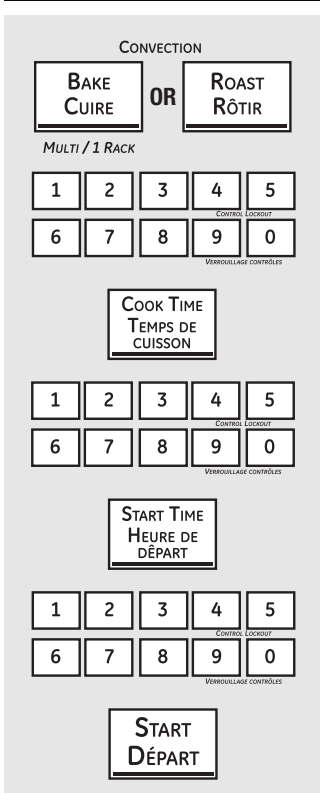 CONVECTION
BAKE OR ROAST
CUIRE RÔTIR
MULTI / 1 RACK
1 2 3 4 5
CONTROL LOCKOUT
6 7 8 9 0
VERROUILLAGE CONTRÔLES
COOK TIME
TEMPS DE
CUISSON
1 2 3 4 5
CONTROL LOCKOUT
6 7 8 9 0
VERROUILLAGE CONTRÔLES
START TIME
HEURE DE
DÊPART
1 2 3 4 5
CONTROL LOCKOUT
6 7 8 9 0
VERROUILLAGE CONTRÔLES
START
DÉPART